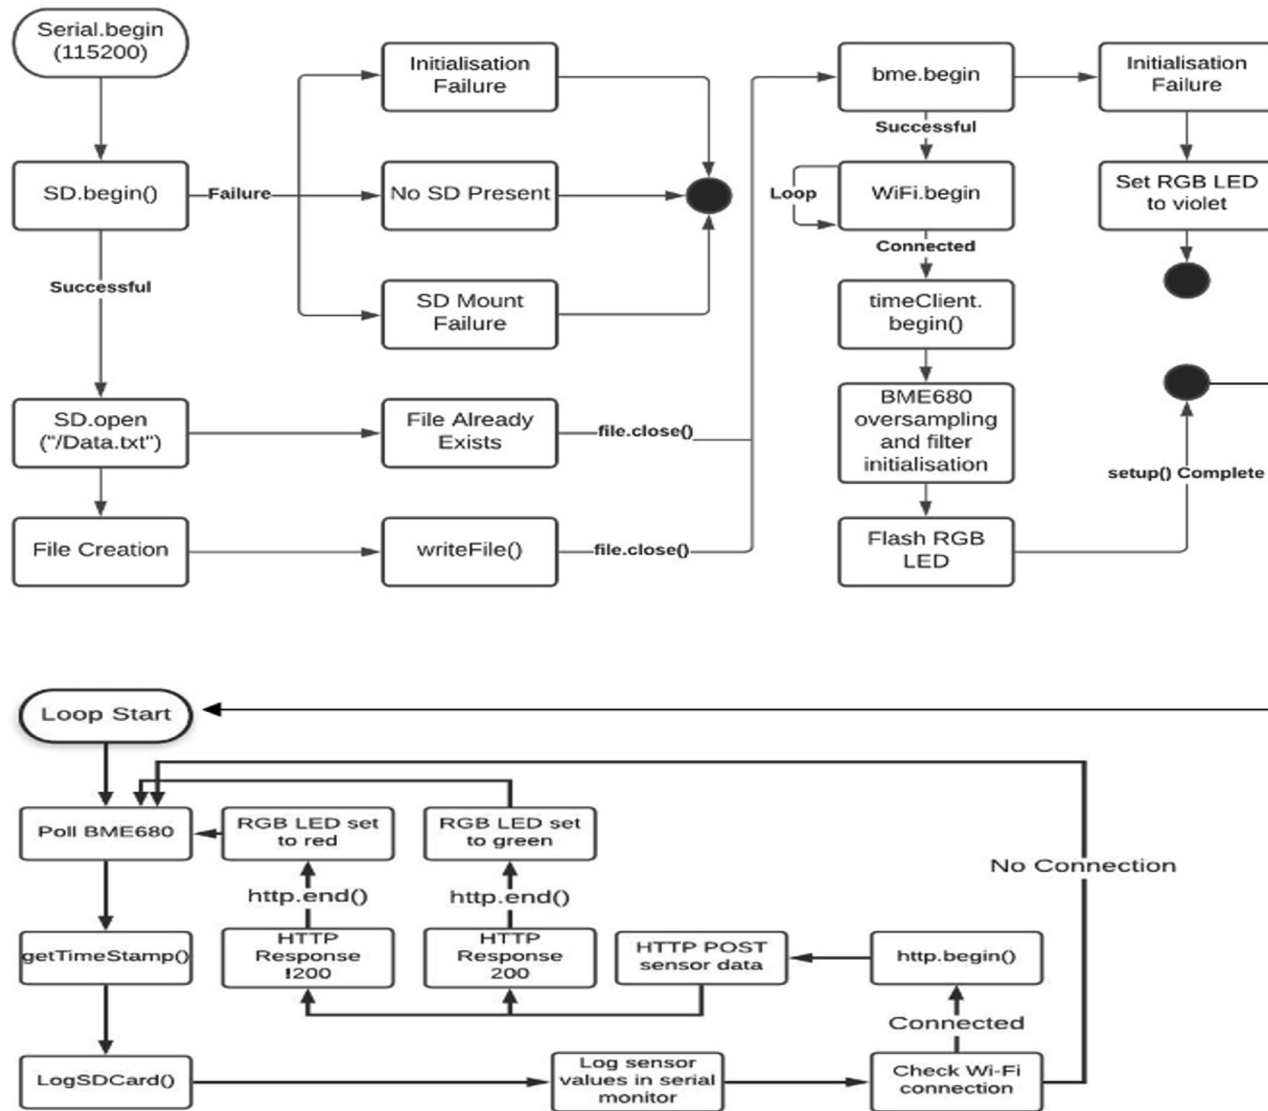 Serial.begin
(115200)
Initialisation
Failure
bme.begin
Initialisation
Failure
Successful
SD.begin()
Failure
No SD Present
Loop
WiFi.begin
Set RGB LED
to violet
Connected
Successful
SD Mount
Failure
timeClient.
begin()
SD.open
("/Data.txt")
File Already
Exists
file.close()
BME680
oversampling
and filter
initialisation
setup() Complete
File Creation
writeFile()
file.close()
Flash RGB
LED
Loop Start
Poll BME680
RGB LED set
to red
RGB LED set
to green
No Connection
http.end()
http.end()
getTimeStamp()
HTTP
Response
!200
HTTP
Response
200
HTTP POST
sensor data
http.begin()
Connected
LogSDCard()
Log sensor
values in serial
monitor
Check Wi-Fi
connection